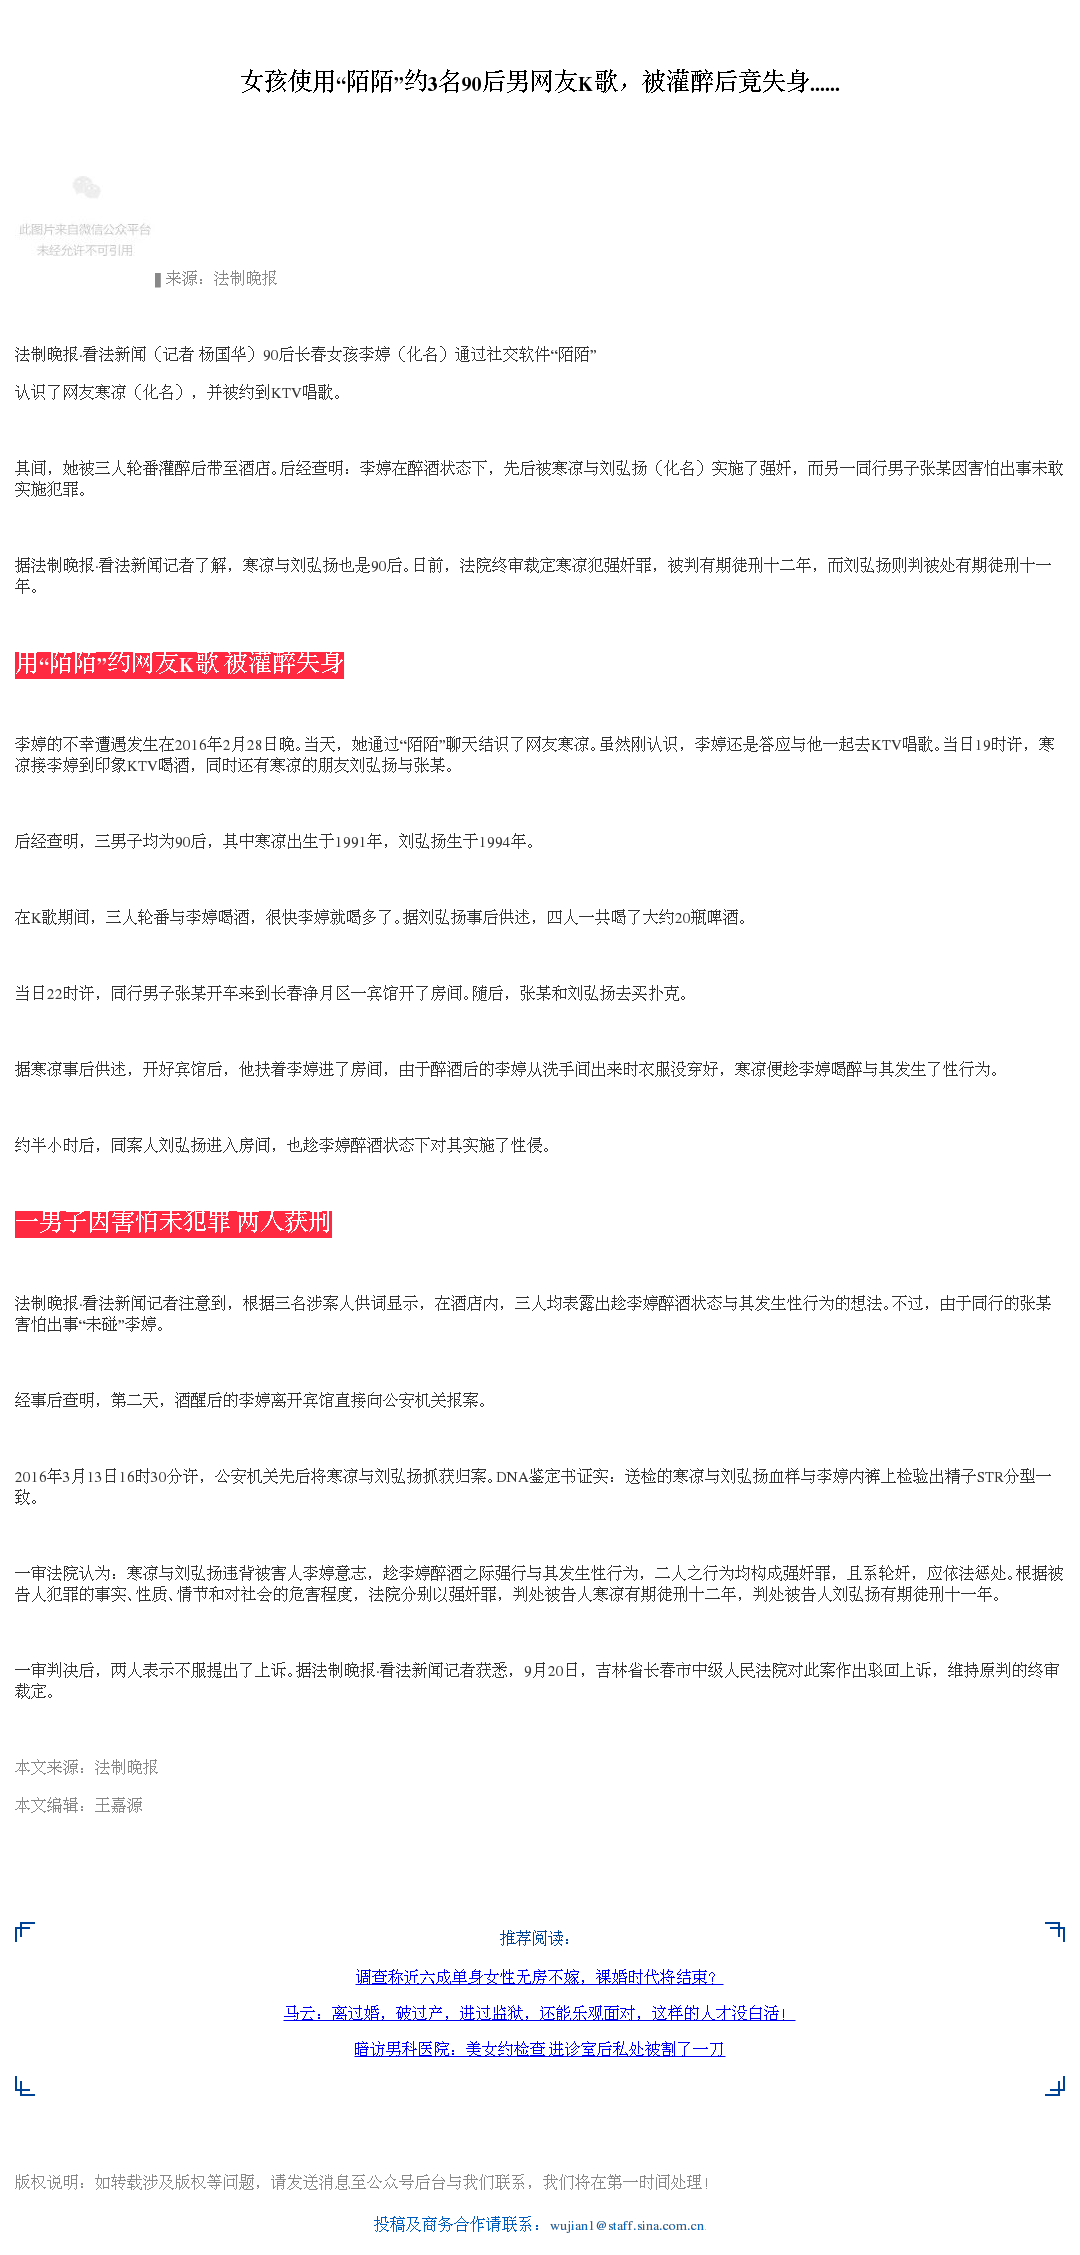 女孩使用“陌陌”约3名90后男网友K歌，被灌醉后竟失身......
此图片来自微信公众平台
未经允许不可引用
来源：法制晚报
法制晚报·看法新闻（记者 杨国华）90后长春女孩李婷（化名）通过社交软件“陌陌”
认识了网友寒凉（化名），并被约到KTV唱歌。
其间，她被三人轮番灌醉后带至酒店。后经查明：李婷在醉酒状态下，先后被寒凉与刘弘扬（化名）实施了强奸，而另一同行男子张某因害怕出事未敢
实施犯罪。
据法制晚报·看法新闻记者了解，寒凉与刘弘扬也是90后。日前，法院终审裁定寒凉犯强奸罪，被判有期徒刑十二年，而刘弘扬则判被处有期徒刑十一
年。
用“陌陌”约网友K歌 被灌醉失身
李婷的不幸遭遇发生在2016年2月28日晚。当天，她通过“陌陌”聊天结识了网友寒凉。虽然刚认识，李婷还是答应与他一起去KTV唱歌。当日19时许，寒
凉接李婷到印象KTV喝酒，同时还有寒凉的朋友刘弘扬与张某。
后经查明，三男子均为90后，其中寒凉出生于1991年，刘弘扬生于1994年。
在K歌期间，三人轮番与李婷喝酒，很快李婷就喝多了。据刘弘扬事后供述，四人一共喝了大约20瓶啤酒。
当日22时许，同行男子张某开车来到长春净月区一宾馆开了房间。随后，张某和刘弘扬去买扑克。
据寒凉事后供述，开好宾馆后，他扶着李婷进了房间，由于醉酒后的李婷从洗手间出来时衣服没穿好，寒凉便趁李婷喝醉与其发生了性行为。
约半小时后，同案人刘弘扬进入房间，也趁李婷醉酒状态下对其实施了性侵。
一男子因害怕未犯罪 两人获刑
法制晚报·看法新闻记者注意到，根据三名涉案人供词显示，在酒店内，三人均表露出趁李婷醉酒状态与其发生性行为的想法。不过，由于同行的张某
害怕出事“未碰”李婷。
经事后查明，第二天，酒醒后的李婷离开宾馆直接向公安机关报案。
2016年3月13日16时30分许，公安机关先后将寒凉与刘弘扬抓获归案。DNA鉴定书证实：送检的寒凉与刘弘扬血样与李婷内裤上检验出精子STR分型一
致。
一审法院认为：寒凉与刘弘扬违背被害人李婷意志，趁李婷醉酒之际强行与其发生性行为，二人之行为均构成强奸罪，且系轮奸，应依法惩处。根据被
告人犯罪的事实、性质、情节和对社会的危害程度，法院分别以强奸罪，判处被告人寒凉有期徒刑十二年，判处被告人刘弘扬有期徒刑十一年。
一审判决后，两人表示不服提出了上诉。据法制晚报·看法新闻记者获悉，9月20日，吉林省长春市中级人民法院对此案作出驳回上诉，维持原判的终审
裁定。
本文来源：法制晚报
本文编辑：王嘉源
推荐阅读：
调查称近六成单身女性无房不嫁，裸婚时代将结束？
马云：离过婚，破过产，进过监狱，还能乐观面对，这样的人才没白活！
暗访男科医院：美女约检查 进诊室后私处被割了一刀
版权说明：如转载涉及版权等问题，请发送消息至公众号后台与我们联系，我们将在第一时间处理！
投稿及商务合作请联系：wujian1@staff.sina.com.cn